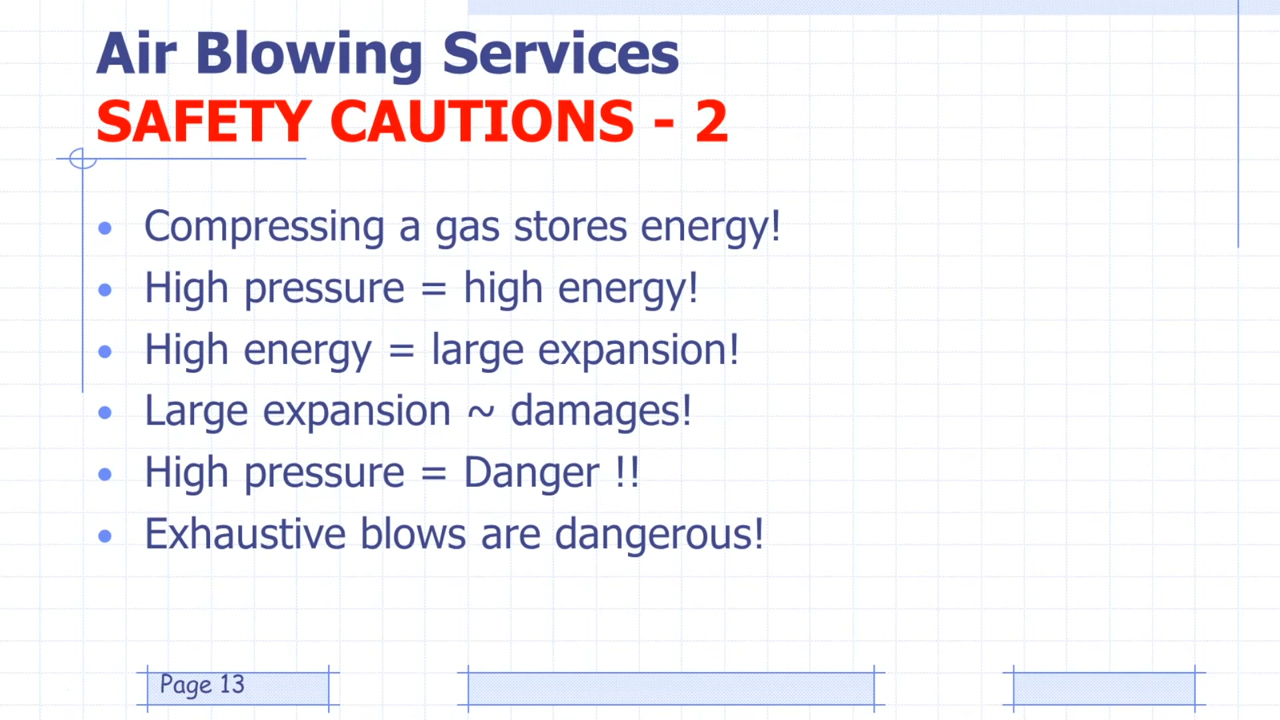 Air Blowing Services
SAFETY CAUTIONS - 2
• Compressing a gas stores energy!
• High pressure = high energy!
• High energy = large expansion!
• Large expansion ~ damages!
• High pressure = Danger !!
• Exhaustive blows are dangerous!
Page 13